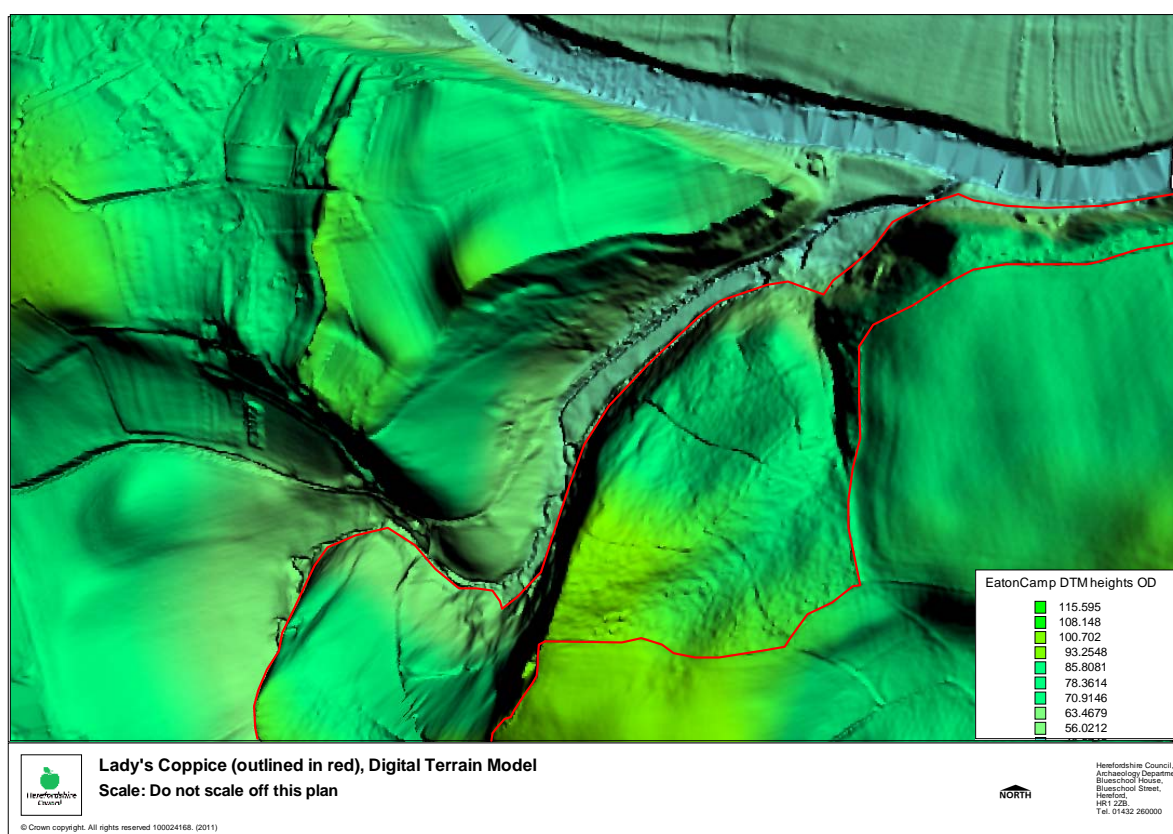 EatonCamp DTM heights OD
115.595
108.148
100.702
93.2548
85.8081
78.3614
70.9146
63.4679
56.0212
Lady's Coppice (outlined in red), Digital Terrain Model
Scale: Do not scale off this plan
Herefordshire
Council
NORTH
Herefordshire Council,
Archaeology Departme
Blueschool House,
Blueschool Street,
Hereford,
HR1 2ZB.
Tel. 01432 260000
© Crown copyright. All rights reserved 100024168. (2011)